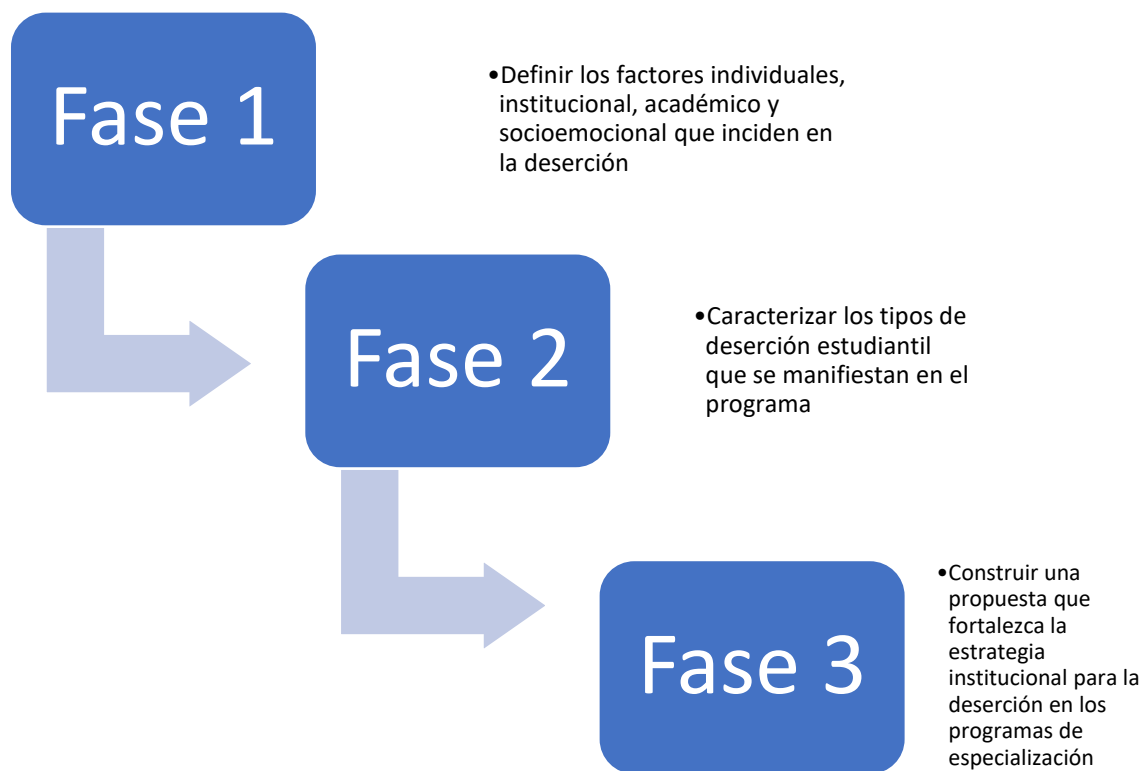 Fase 1
•Definir los factores individuales,
institucional, académico y
socioemocional que inciden en
la deserción
Fase 2
•Caracterizar los tipos de
deserción estudiantil
que se manifiestan en el
programa
Fase 3
•Construir una
propuesta que
fortalezca la
estrategia
institucional para la
deserción en los
programas de
especialización